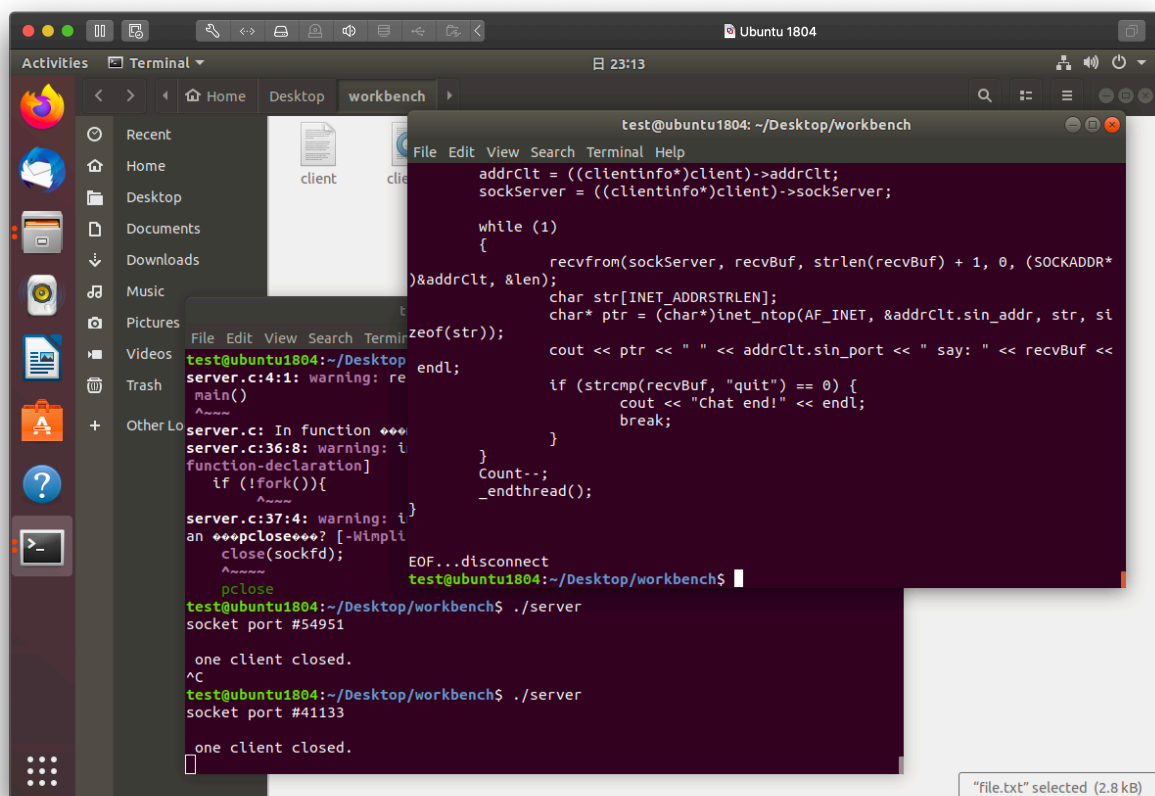 Ubuntu 1804
Activities
Terminal
日 23:13
Home
Desktop
workbench
Recent
Home
Desktop
Documents
Downloads
Music
Pictures
Videos
Trash
Other Lo
client
clie
test@ubuntu1804: ~/Desktop/workbench
File Edit View Search Terminal Help
addrClt = ((clientinfo*)client)->addrClt;
sockServer = ((clientinfo*)client)->sockServer;
while (1)
{
recvfrom(sockServer, recvBuf, strlen(recvBuf) + 1, 0, (SOCKADDR*
)&addrClt, &len);
char str[INET_ADDRSTRLEN];
char* ptr = (char*)inet_ntop(AF_INET, &addrClt.sin_addr, str, si
zeof(str));
cout << ptr << " " << addrClt.sin_port << " say: " << recvBuf <<
endl;
if (strcmp(recvBuf, "quit") == 0) {
cout << "Chat end!" << endl;
break;
}
}
Count--;
_endthread();
}
EOF...disconnect
test@ubuntu1804:~/Desktop/workbench$
t
File Edit View Search Termin
test@ubuntu1804:~/Desktop
server.c:4:1: warning: re
main()
^~~~
server.c: In function ���
server.c:36:8: warning: i
function-declaration]
if (!fork()){
^~~~
server.c:37:4: warning: i
an ���pclose���? [-Wimpli
close(sockfd);
^~~~~
pclose
test@ubuntu1804:~/Desktop/workbench$ ./server
socket port #54951
one client closed.
^C
test@ubuntu1804:~/Desktop/workbench$ ./server
socket port #41133
one client closed.
"file.txt" selected (2.8 kB)